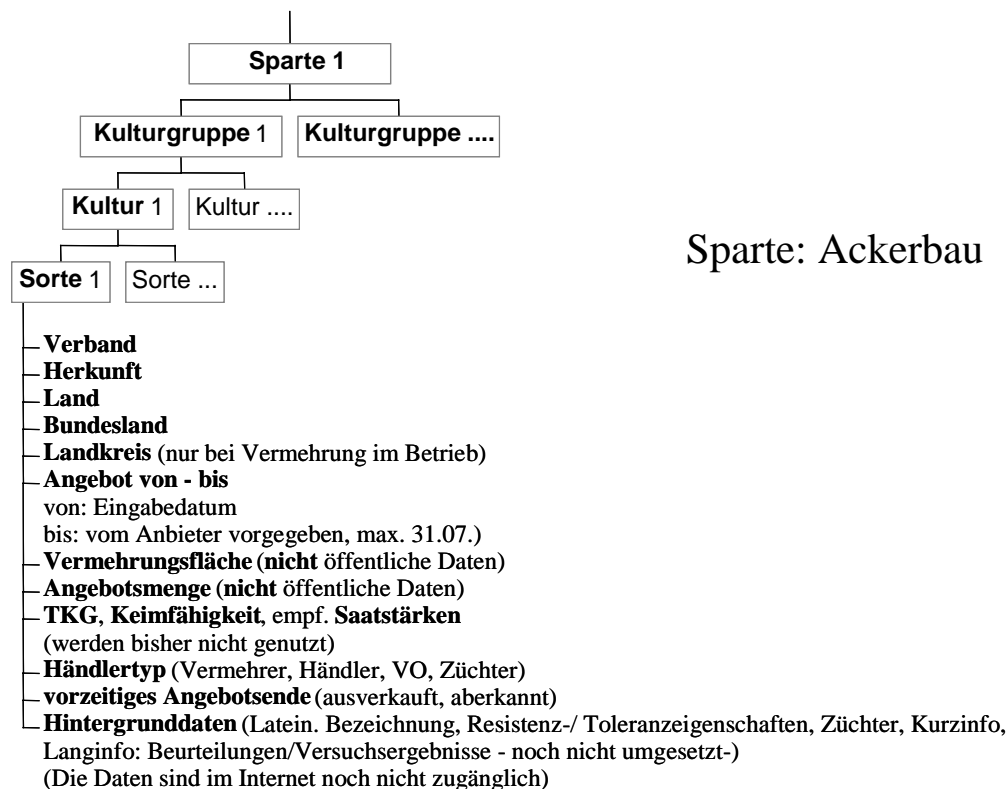 Sparte 1
Kulturgruppe 1
Kulturgruppe ....
Kultur 1
Kultur ....
Sparte: Ackerbau
Sorte 1
Sorte ...
Verband
Herkunft
Land
Bundesland
Landkreis (nur bei Vermehrung im Betrieb)
Angebot von - bis
von: Eingabedatum
bis: vom Anbieter vorgegeben, max. 31.07.)
Vermehrungsfläche (nicht öffentliche Daten)
Angebotsmenge (nicht öffentliche Daten)
TKG, Keimfähigkeit, empf. Saatstärken
(werden bisher nicht genutzt)
Händlertyp (Vermehrer, Händler, VO, Züchter)
vorzeitiges Angebotsende (ausverkauft, aberkannt)
Hintergrunddaten (Latein. Bezeichnung, Resistenz-/ Toleranzeigenschaften, Züchter, Kurzinfo,
Langinfo: Beurteilungen/Versuchsergebnisse - noch nicht umgesetzt-)
(Die Daten sind im Internet noch nicht zugänglich)